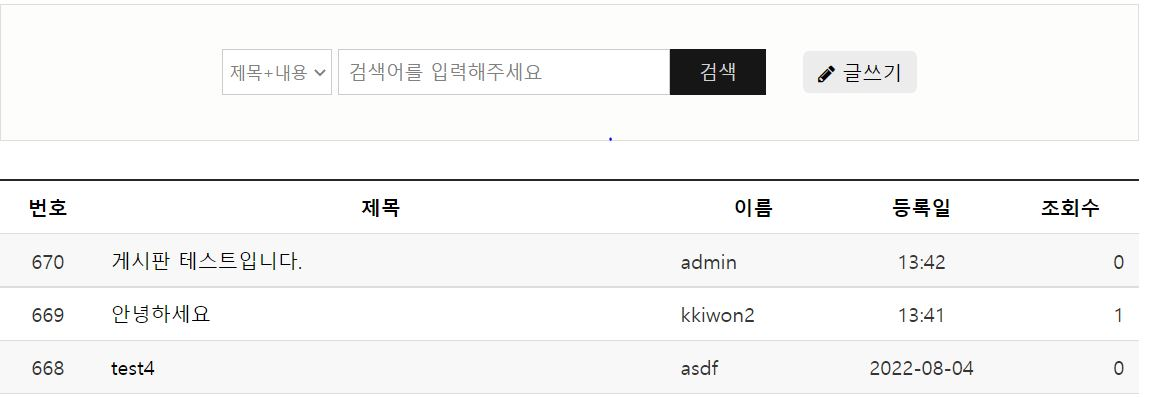 제목+내용 검색어를 입력해주세요 검색 글쓰기
번호 제목 이름 등록일 조회수
670 게시판 테스트입니다. admin 13:42 0
669 안녕하세요 kkiwon2 13:41 1
668 test4 asdf 2022-08-04 0